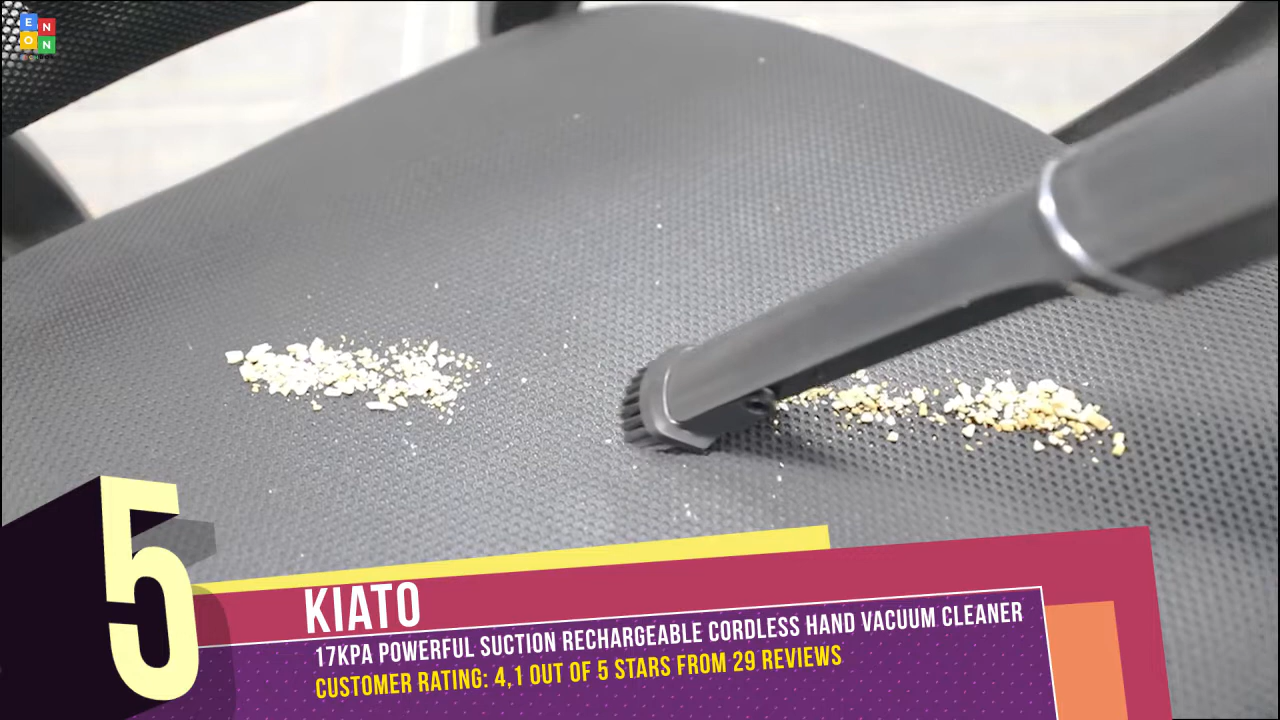 E N
O N
5
KIATO
17KPA POWERFUL SUCTION RECHARGEABLE CORDLESS HAND VACUUM CLEANER
CUSTOMER RATING: 4,1 OUT OF 5 STARS FROM 29 REVIEWS